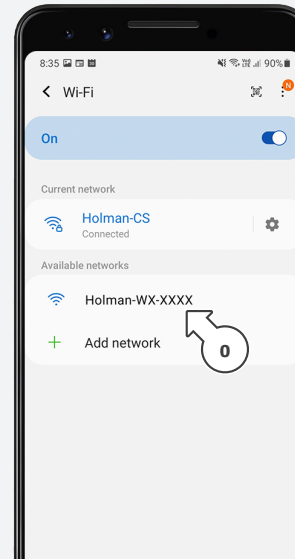 8:35 90%
Wi-Fi N
On
Current network
Holman-CS
Connected
Available networks
Holman-WX-XXXX
Add network
0